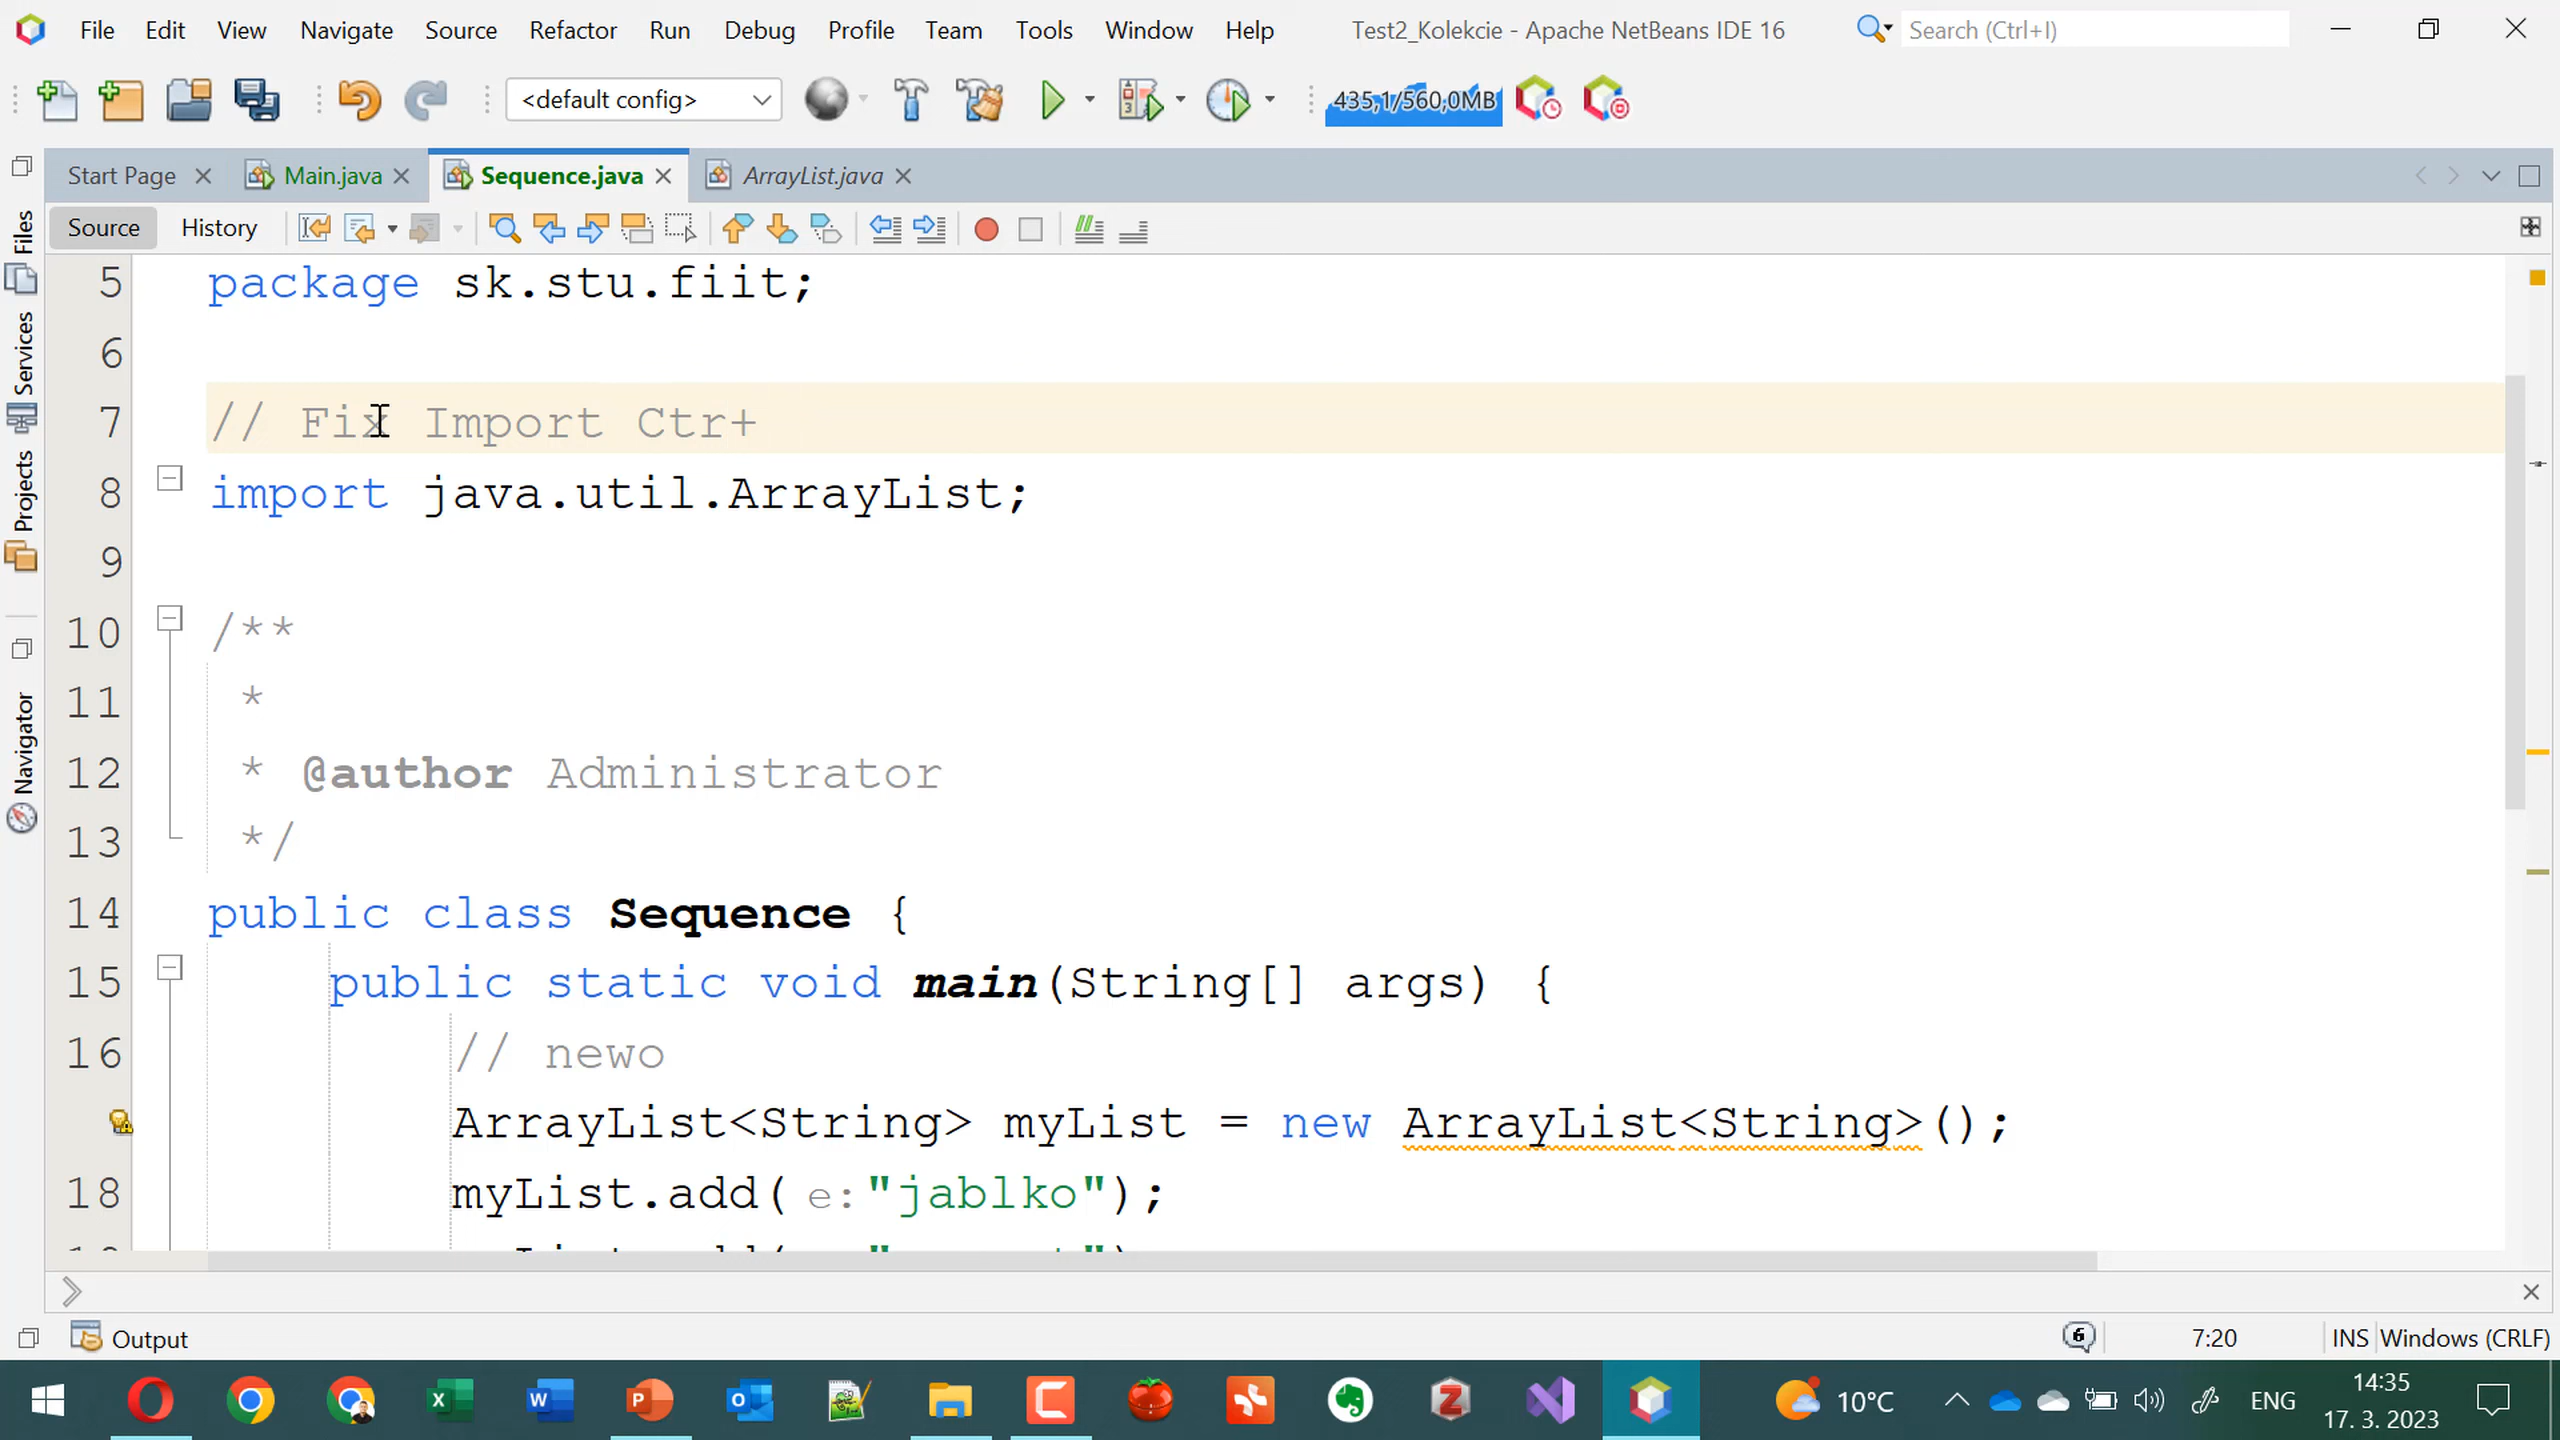 File Edit View Navigate Source Refactor Run Debug Profile Team Tools Window Help Test2_Kolekcie - Apache NetBeans IDE 16 Search (Ctrl+I)
<default config> 435,1/560,0MB
Start Page Main.java Sequence.java ArrayList.java
Source History
Files
Services
Projects
Navigator
5 package sk.stu.fiit;
6
7 // Fix Import Ctr+
8 import java.util.ArrayList;
9
10 /**
11 *
12 * @author Administrator
13 */
14 public class Sequence {
15 public static void main(String[] args) {
16 // newo
ArrayList<String> myList = new ArrayList<String>();
18 myList.add( e:"jablko");
Output 6 7:20 INS Windows (CRLF)
10°C ENG 14:35
17. 3. 2023